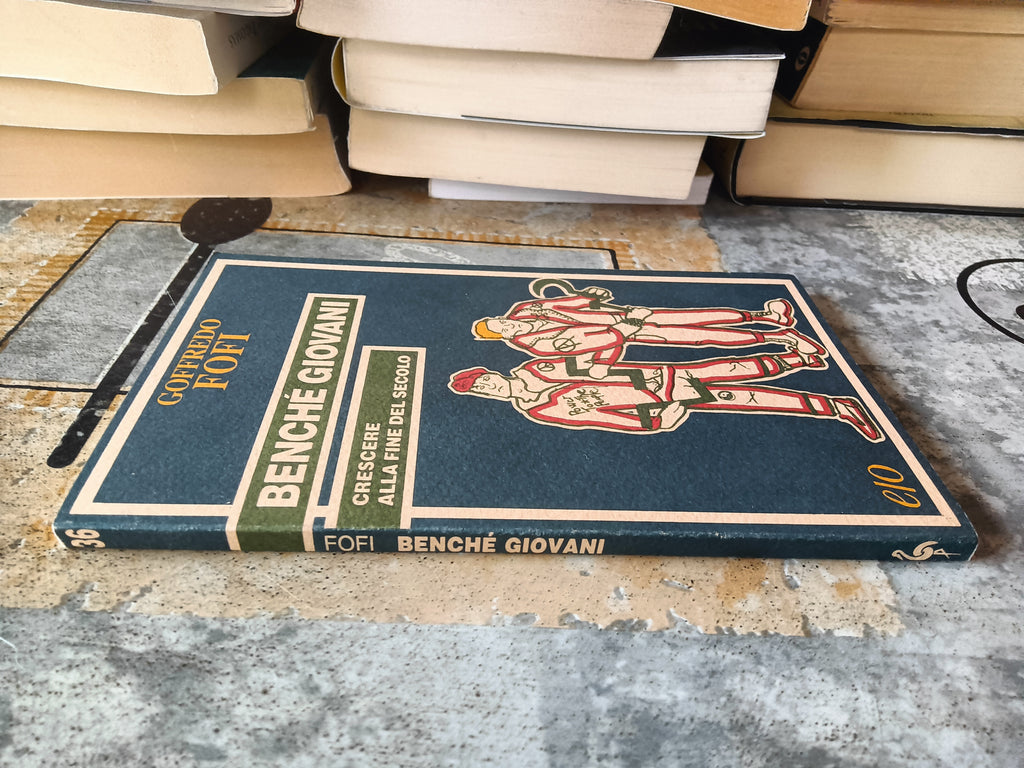 GOFFREDO
FOFI
BENCHÉ GIOVANI
CRESCERE
ALLA FINE DEL SECOLO
e/o
36
FOFI BENCHÉ GIOVANI